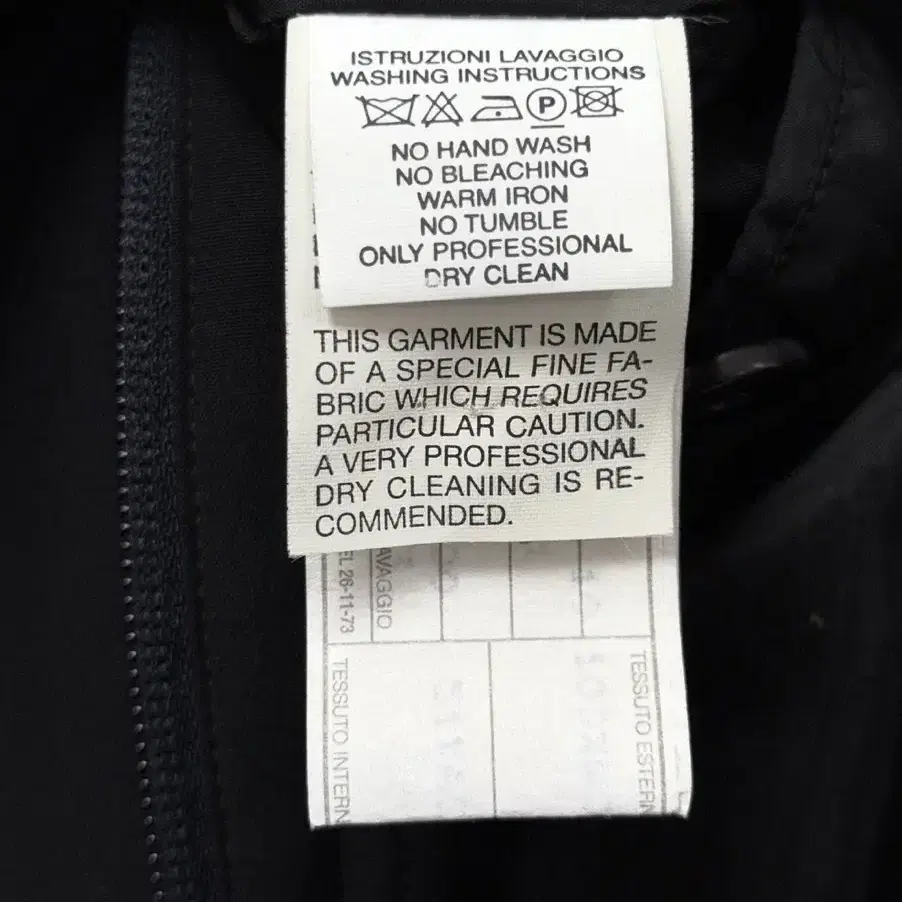 ISTRUZIONI LAVAGGIO
WASHING INSTRUCTIONS
P
NO HAND WASH
NO BLEACHING
WARM IRON
NO TUMBLE
ONLY PROFESSIONAL
DRY CLEAN
THIS GARMENT IS MADE
OF A SPECIAL FINE FA-
BRIC WHICH REQUIRES
PARTICULAR CAUTION.
A VERY PROFESSIONAL
DRY CLEANING IS RE-
COMMENDED.
26-11-73
TESSUTO INTERN
TESSUTO ESTERN